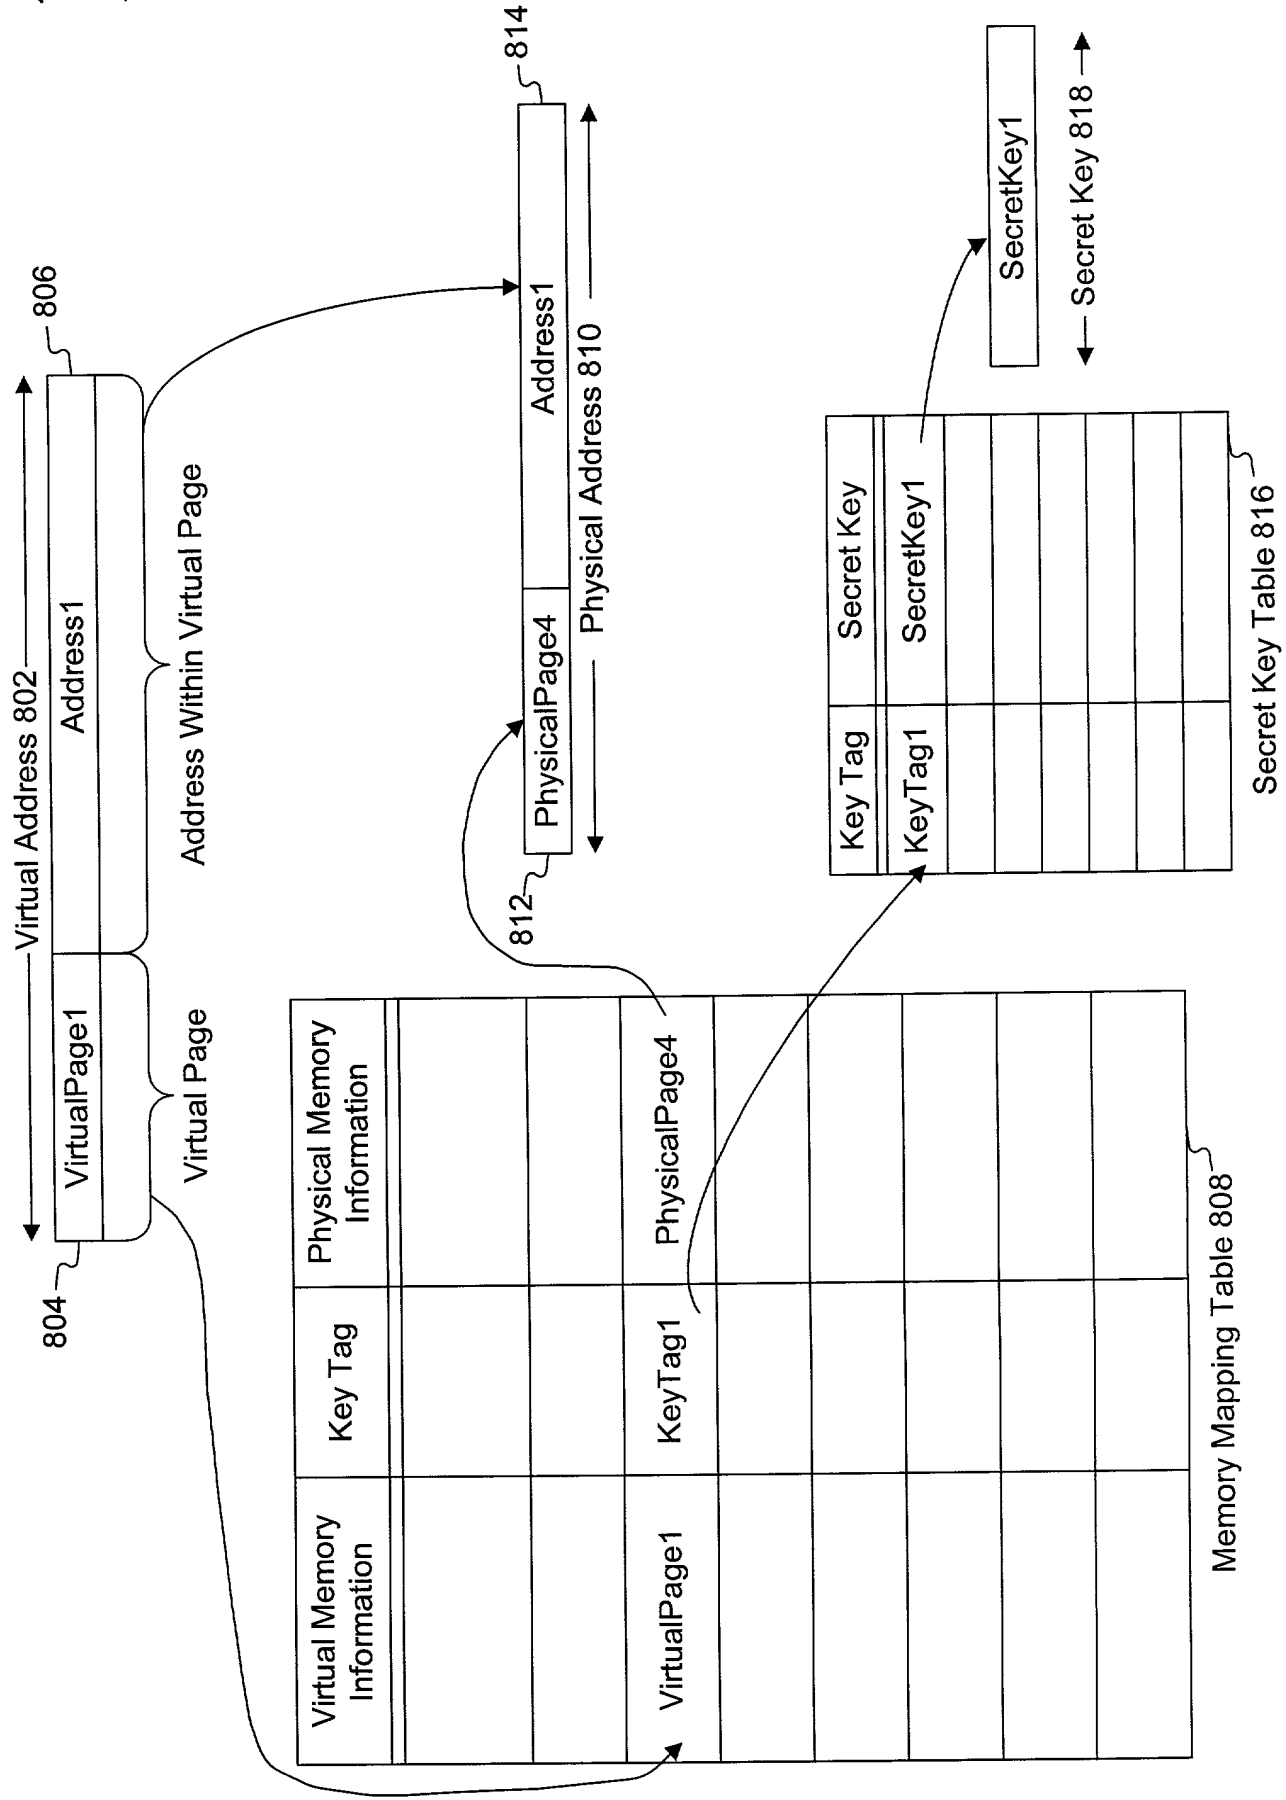 Virtual Address 802
804
VirtualPage1
Address1
806
Virtual Page
Address Within Virtual Page
Virtual Memory
Information
Key Tag
Physical Memory
Information
VirtualPage1
KeyTag1
PhysicalPage4
Memory Mapping Table 808
812
PhysicalPage4
Address1
814
Physical Address 810
Key Tag
Secret Key
KeyTag1
SecretKey1
Secret Key Table 816
SecretKey1
Secret Key 818